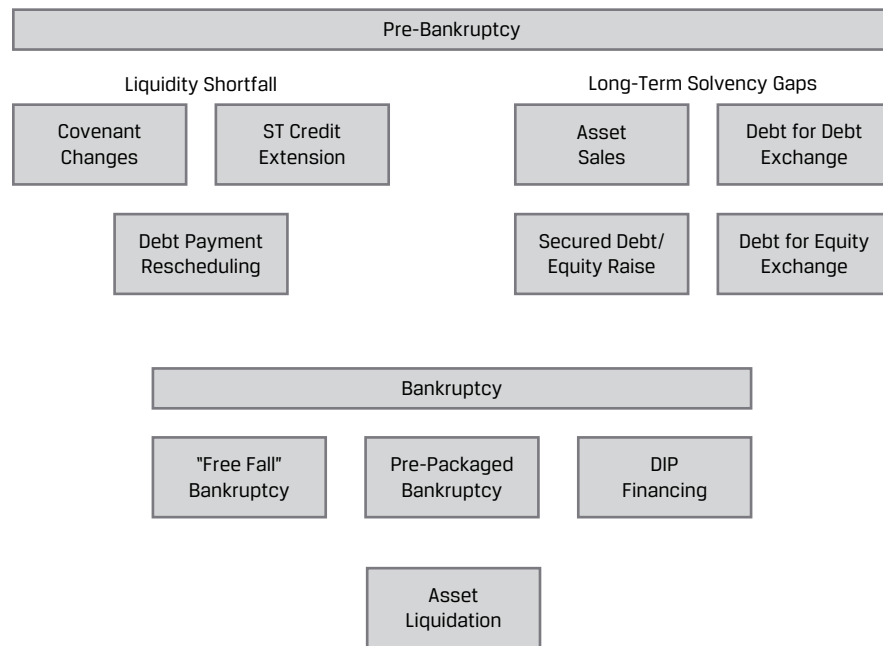 Pre-Bankruptcy
Liquidity Shortfall
Long-Term Solvency Gaps
Covenant
Changes
ST Credit
Extension
Asset
Sales
Debt for Debt
Exchange
Debt Payment
Rescheduling
Secured Debt/
Equity Raise
Debt for Equity
Exchange
Bankruptcy
"Free Fall"
Bankruptcy
Pre-Packaged
Bankruptcy
DIP
Financing
Asset
Liquidation